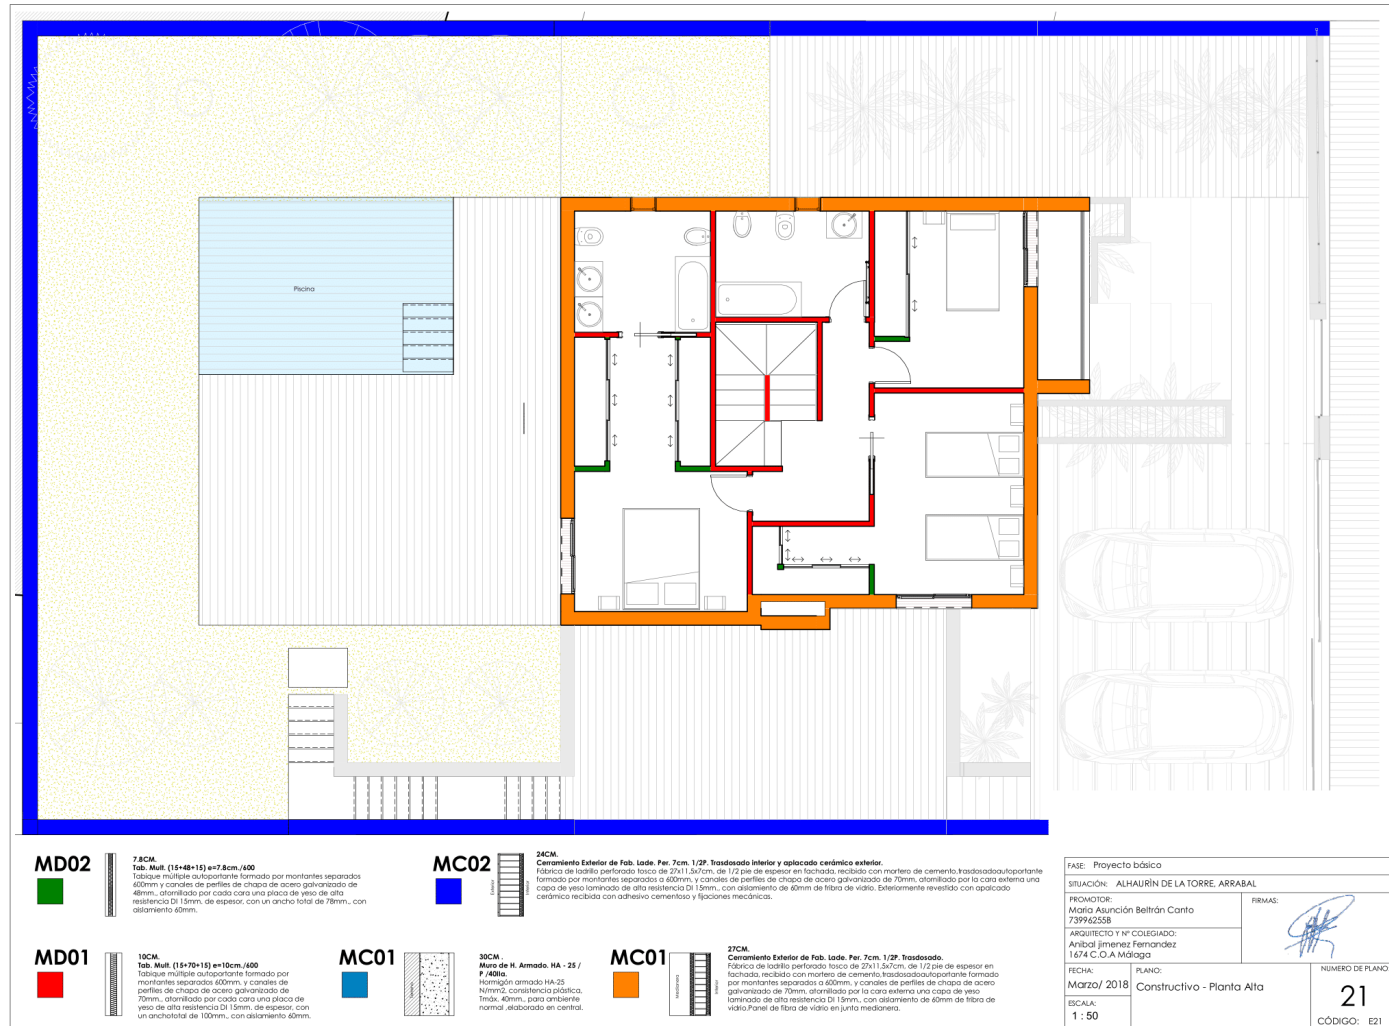 Piscina
MD02
7.8CM.
Tab. Mult. (15+48+15) e=7.8cm./600
Tabique múltiple autoportante formado por montantes separados
600mm y canales de perfiles de chapa de acero galvanizado de
48mm., atornillado por cada cara una placa de yeso de alta
resistencia DI 15mm. de espesor, con un ancho total de 78mm., con
aislamiento 60mm.
MC02
Exterior
Interior
24CM.
Cerramiento Exterior de Fab. Lade. Per. 7cm. 1/2P. Trasdosado interior y aplacado cerámico exterior.
Fábrica de ladrillo perforado tosco de 27x11,5x7cm. de 1/2 pie de espesor en fachada, recibido con mortero de cemento,trasdosadoautoportante
formado por montantes separados a 600mm. y canales de perfiles de chapa de acero galvanizado de 70mm, atornillado por la cara externa una
capa de yeso laminado de alta resistencia DI 15mm., con aislamiento de 60mm de fribra de vidrio. Exteriormente revestido con apalcado
cerámico recibida con adhesivo cementoso y fijaciones mecánicas.
MD01
10CM.
Tab. Mult. (15+70+15) e=10cm./600
Tabique múltiple autoportante formado por
montantes separados 600mm. y canales de
perfiles de chapa de acero galvanizado de
70mm., atornillado por cada cara una placa de
yeso de alta resistencia DI 15mm. de espesor, con
un anchototal de 100mm., con aislamiento 60mm.
MC01
Terreno
30CM .
Muro de H. Armado. HA - 25 /
P /40IIa.
Hormigón armado HA-25
N/mm2, consistencia plástica,
Tmáx. 40mm., para ambiente
normal ,elaborado en central.
MC01
Medianera
Interior
27CM.
Cerramiento Exterior de Fab. Lade. Per. 7cm. 1/2P. Trasdosado.
Fábrica de ladrillo perforado tosco de 27x11,5x7cm. de 1/2 pie de espesor en
fachada, recibido con mortero de cemento,trasdosadoautoportante formado
por montantes separados a 600mm. y canales de perfiles de chapa de acero
galvanizado de 70mm, atornillado por la cara externa una capa de yeso
laminado de alta resistencia DI 15mm., con aislamiento de 60mm de fribra de
vidrio.Panel de fibra de vidrio en junta medianera.
FASE: Proyecto básico
SITUACIÓN: ALHAURÍN DE LA TORRE, ARRABAL
PROMOTOR:
Maria Asunción Beltrán Canto
73996255B
FIRMAS:
ARQUITECTO Y Nº COLEGIADO:
Anibal jimenez Fernandez
1674 C.O.A Málaga
FECHA:
Marzo/ 2018
PLANO:
Constructivo - Planta Alta
NUMERO DE PLANO:
21
ESCALA:
1 : 50
CÓDIGO: E21